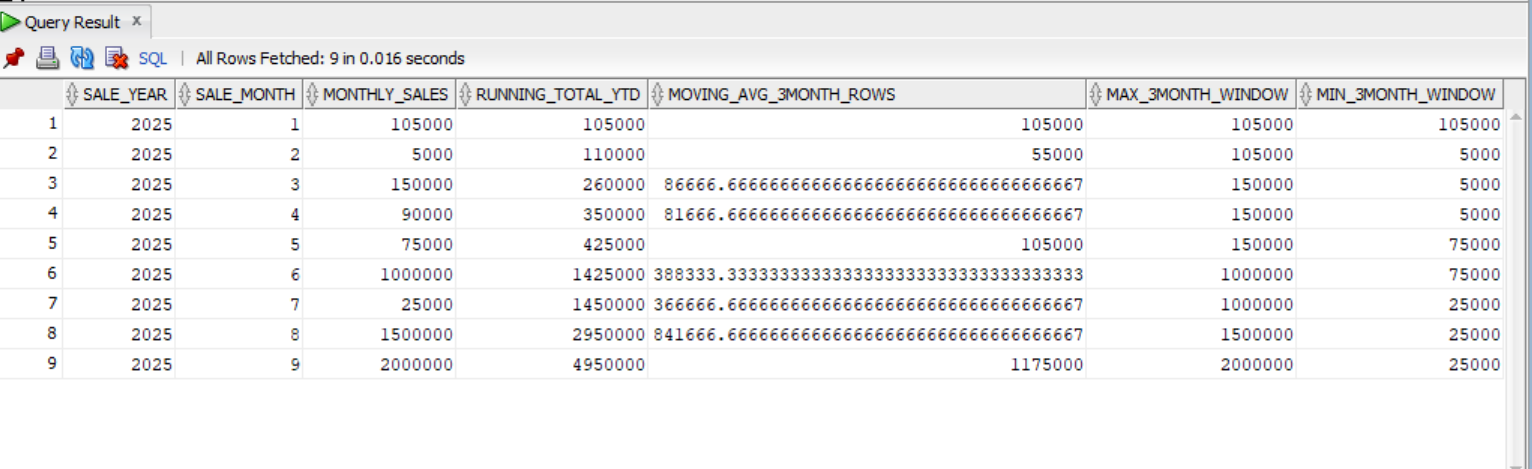 Query Result x
SQL | All Rows Fetched: 9 in 0.016 seconds
SALE_YEAR SALE_MONTH MONTHLY_SALES RUNNING_TOTAL_YTD MOVING_AVG_3MONTH_ROWS MAX_3MONTH_WINDOW MIN_3MONTH_WINDOW
1 2025 1 105000 105000 105000 105000 105000
2 2025 2 5000 110000 55000 105000 5000
3 2025 3 150000 260000 86666.6666666666666666666666666666666667 150000 5000
4 2025 4 90000 350000 81666.6666666666666666666666666666666667 150000 5000
5 2025 5 75000 425000 105000 150000 75000
6 2025 6 1000000 1425000 388333.333333333333333333333333333333333 1000000 75000
7 2025 7 25000 1450000 366666.666666666666666666666666666666667 1000000 25000
8 2025 8 1500000 2950000 841666.666666666666666666666666666666667 1500000 25000
9 2025 9 2000000 4950000 1175000 2000000 25000